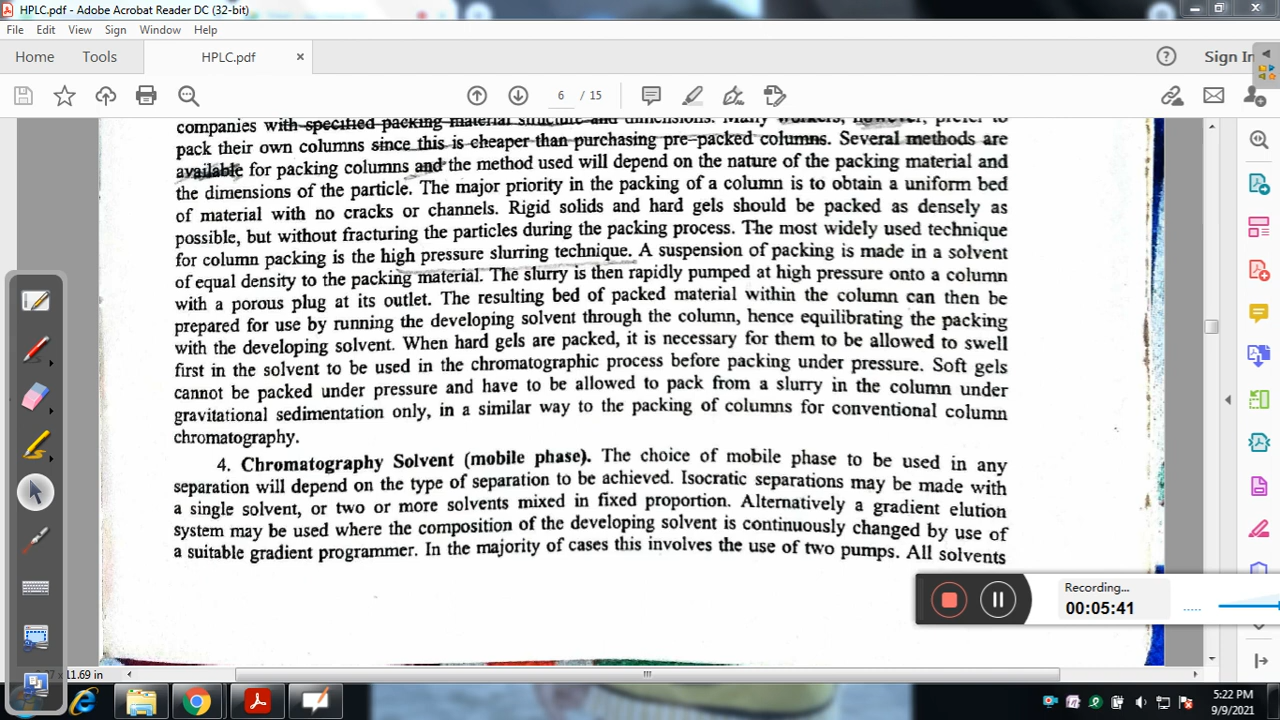 HPLC.pdf - Adobe Acrobat Reader DC (32-bit)
File Edit View Sign Window Help
Home Tools HPLC.pdf × Sign In
6 / 15
companies with specified packing material structure and dimensions. Many workers, however, prefer to
pack their own columns since this is cheaper than purchasing pre-packed columns. Several methods are
available for packing columns and the method used will depend on the nature of the packing material and
the dimensions of the particle. The major priority in the packing of a column is to obtain a uniform bed
of material with no cracks or channels. Rigid solids and hard gels should be packed as densely as
possible, but without fracturing the particles during the packing process. The most widely used technique
for column packing is the high pressure slurring technique. A suspension of packing is made in a solvent
of equal density to the packing material. The slurry is then rapidly pumped at high pressure onto a column
with a porous plug at its outlet. The resulting bed of packed material within the column can then be
prepared for use by running the developing solvent through the column, hence equilibrating the packing
with the developing solvent. When hard gels are packed, it is necessary for them to be allowed to swell
first in the solvent to be used in the chromatographic process before packing under pressure. Soft gels
cannot be packed under pressure and have to be allowed to pack from a slurry in the column under
gravitational sedimentation only, in a similar way to the packing of columns for conventional column
chromatography.
4. Chromatography Solvent (mobile phase). The choice of mobile phase to be used in any
separation will depend on the type of separation to be achieved. Isocratic separations may be made with
a single solvent, or two or more solvents mixed in fixed proportion. Alternatively a gradient elution
system may be used where the composition of the developing solvent is continuously changed by use of
a suitable gradient programmer. In the majority of cases this involves the use of two pumps. All solvents
Recording...
00:05:41
11.69 in
5:22 PM
9/9/2021